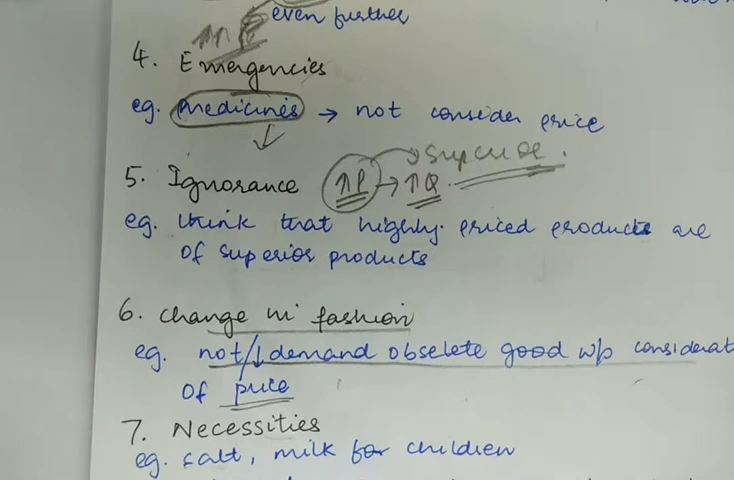 even further
4. Emergencies
eg. medicines → not consider price
5. Ignorance ↑P → ↑Q
eg. think that highly priced products are
of superior products
6. Change in fashion
eg. not/↓ demand obselete good w/o considerat
of price
7. Necessities
eg. salt, milk for children